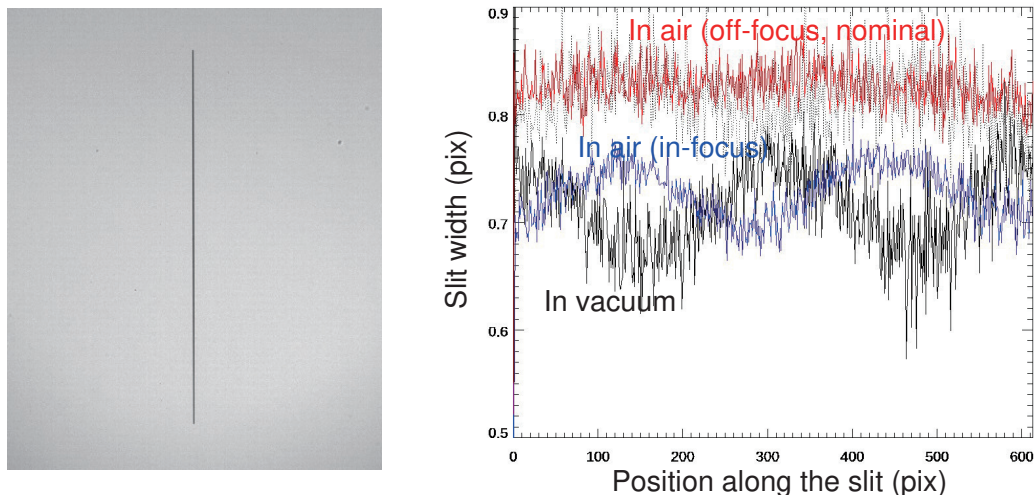 0.9
0.8
0.7
0.6
0.5
Slit width (pix)
In air (off-focus, nominal)
In air (in-focus)
In vacuum
0 100 200 300 400 500 600
Position along the slit (pix)